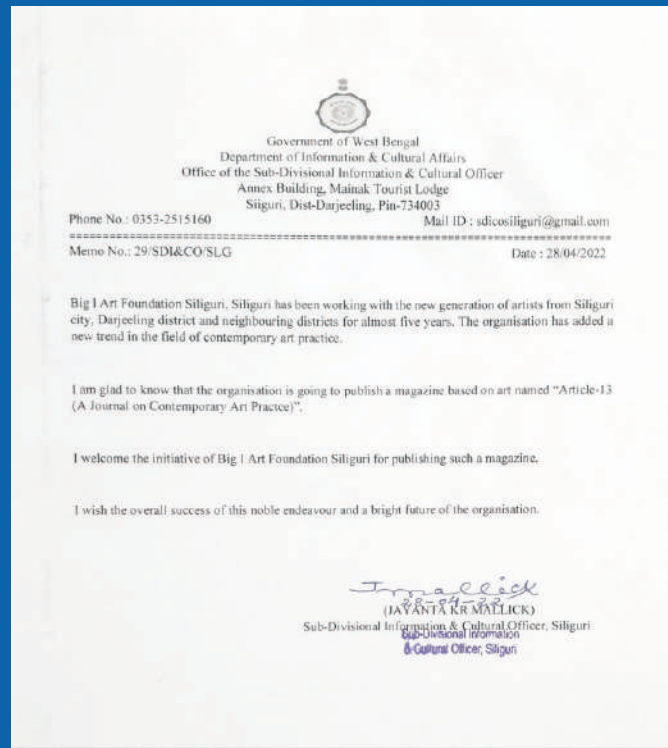 Government of West Bengal
Department of Information & Cultural Affairs
Office of the Sub-Divisional Information & Cultural Officer
Annex Building, Mainak Tourist Lodge
Siiguri, Dist-Darjeeling, Pin-734003
Phone No.: 0353-2515160 Mail ID : sdicosiliguri@gmail.com
Memo No.: 29/SDI&CO/SLG Date : 28/04/2022
Big I Art Foundation Siliguri, Siliguri has been working with the new generation of artists from Siliguri
city, Darjeeling district and neighbouring districts for almost five years. The organisation has added a
new trend in the field of contemporary art practice.
I am glad to know that the organisation is going to publish a magazine based on art named “Article-13
(A Journal on Contemporary Art Practce)”.
I welcome the initiative of Big I Art Foundation Siliguri for publishing such a magazine.
I wish the overall success of this noble endeavour and a bright future of the organisation.
Jmallick
28-04-22
(JAYANTA KR MALLICK)
Sub-Divisional Information & Cultural Officer, Siliguri
Sub-Divisional Information
& Cultural Officer, Siliguri